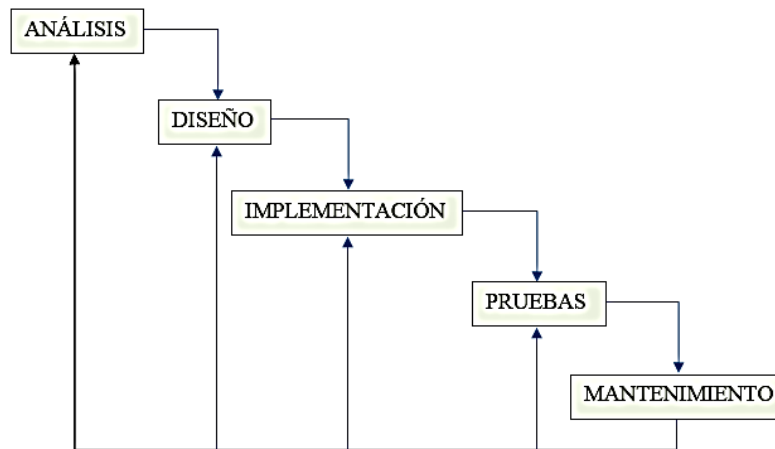 ANÁLISIS
DISEÑO
IMPLEMENTACIÓN
PRUEBAS
MANTENIMIENTO